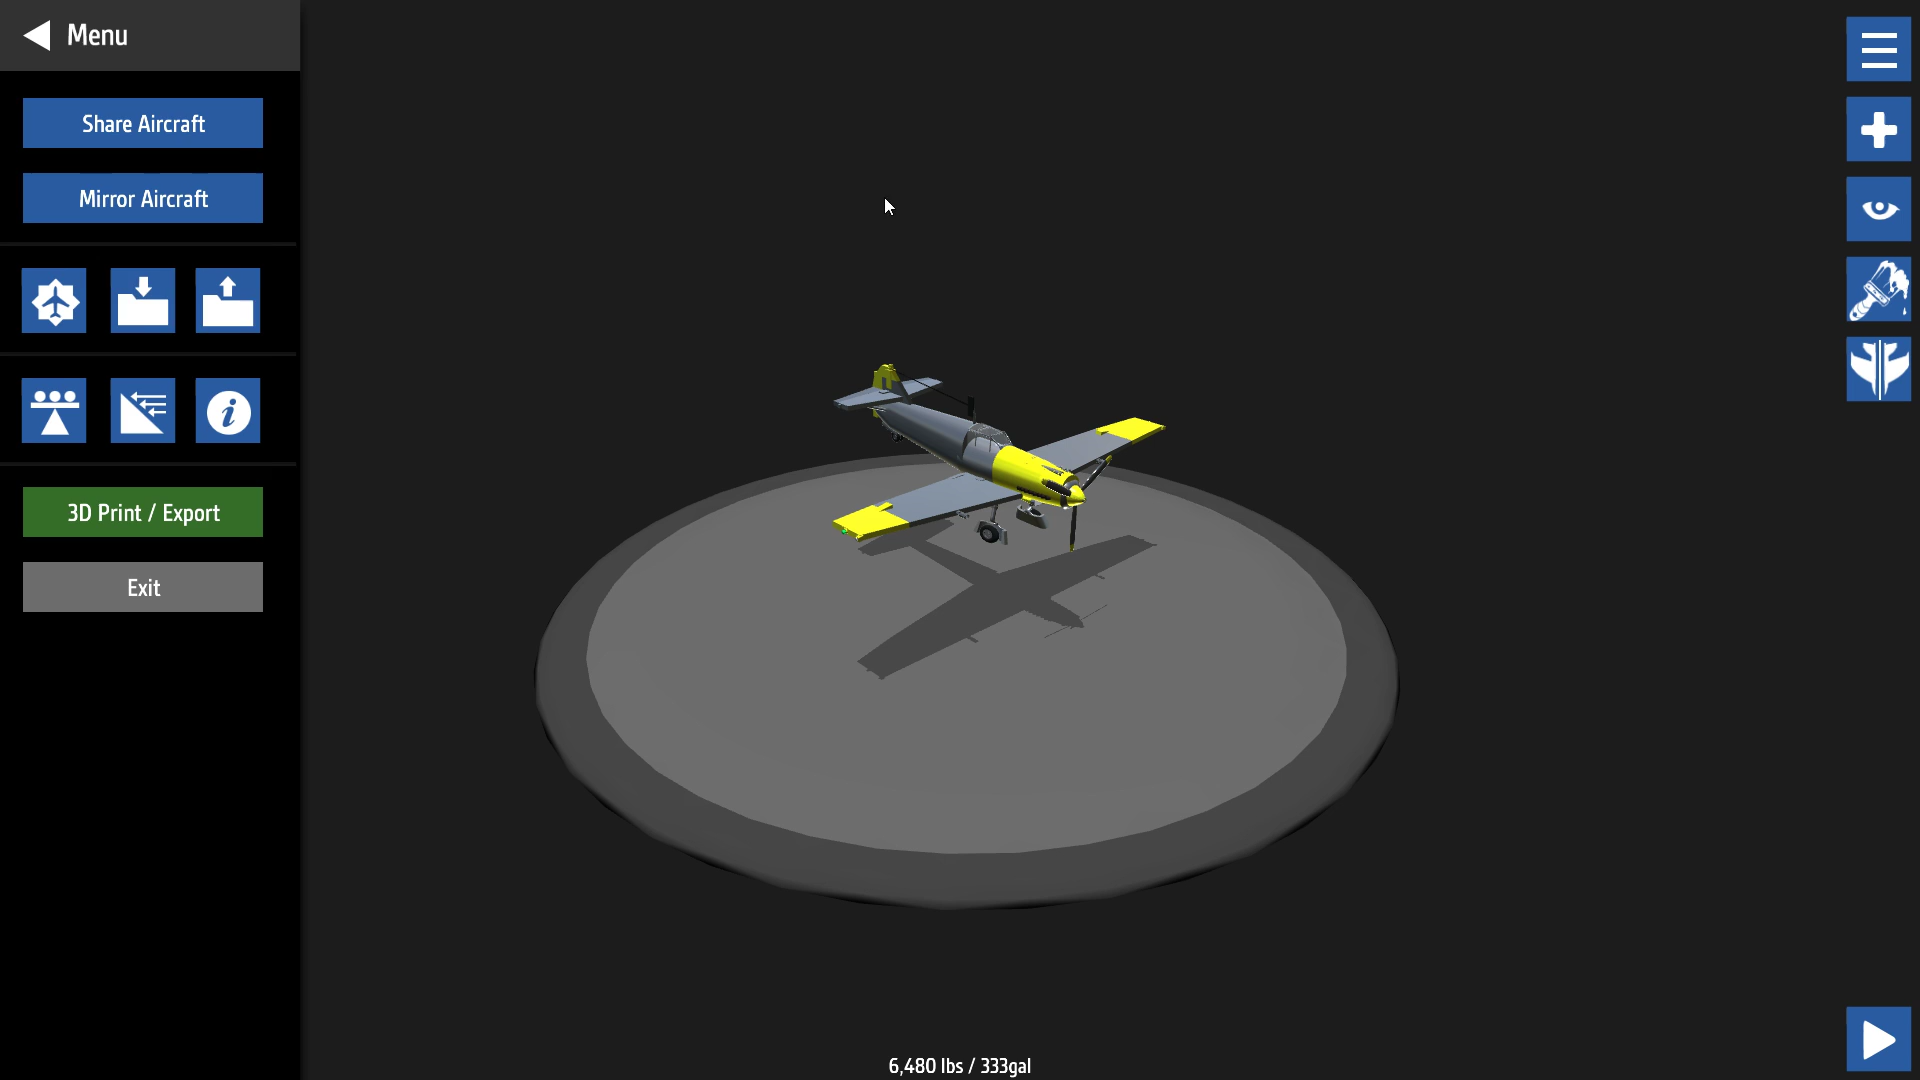 Menu
Share Aircraft
Mirror Aircraft
3D Print / Export
Exit
6,480 lbs / 333gal